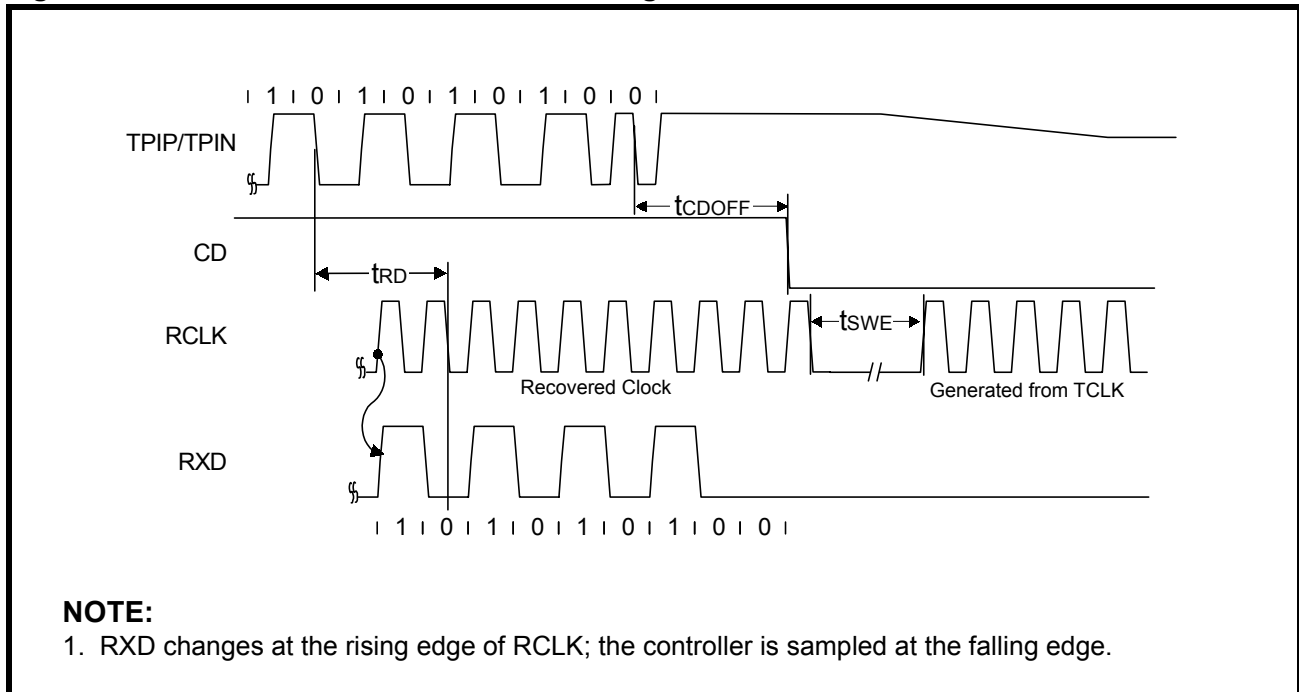 1 0 1 0 1 0 1 0 0
TPIP/TPIN
tCDOFF
CD
tRD
RCLK
tSWE
Recovered Clock
Generated from TCLK
RXD
1 0 1 0 1 0 1 0 0
NOTE:
1. RXD changes at the rising edge of RCLK; the controller is sampled at the falling edge.